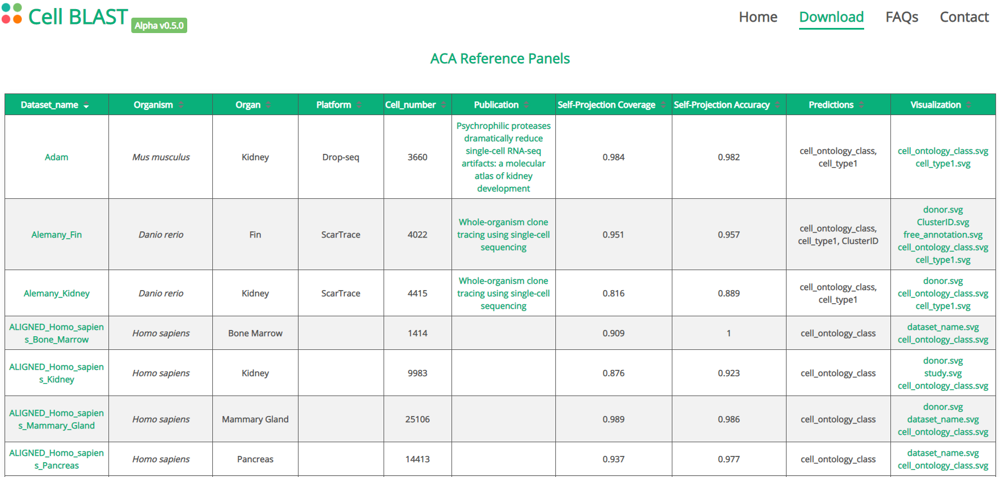 Cell BLAST Alpha v0.5.0
Home Download FAQs Contact
ACA Reference Panels
Dataset_name Organism Organ Platform Cell_number Publication Self-Projection Coverage Self-Projection Accuracy Predictions Visualization
Adam
Mus musculus
Kidney
Drop-seq
3660
Psychrophilic proteases
dramatically reduce
single-cell RNA-seq
artifacts: a molecular
atlas of kidney
development
0.984
0.982
cell_ontology_class,
cell_type1
cell_ontology_class.svg
cell_type1.svg
Alemany_Fin
Danio rerio
Fin
ScarTrace
4022
Whole-organism clone
tracing using single-cell
sequencing
0.951
0.957
cell_ontology_class,
cell_type1, ClusterID
donor.svg
ClusterID.svg
free_annotation.svg
cell_ontology_class.svg
cell_type1.svg
Alemany_Kidney
Danio rerio
Kidney
ScarTrace
4415
Whole-organism clone
tracing using single-cell
sequencing
0.816
0.889
cell_ontology_class,
cell_type1
donor.svg
cell_ontology_class.svg
cell_type1.svg
ALIGNED_Homo_sapien
s_Bone_Marrow
Homo sapiens
Bone Marrow
1414
0.909
1
cell_ontology_class
dataset_name.svg
cell_ontology_class.svg
ALIGNED_Homo_sapien
s_Kidney
Homo sapiens
Kidney
9983
0.876
0.923
cell_ontology_class
donor.svg
study.svg
cell_ontology_class.svg
ALIGNED_Homo_sapien
s_Mammary_Gland
Homo sapiens
Mammary Gland
25106
0.989
0.986
cell_ontology_class
donor.svg
dataset_name.svg
cell_ontology_class.svg
ALIGNED_Homo_sapien
s_Pancreas
Homo sapiens
Pancreas
14413
0.937
0.977
cell_ontology_class
dataset_name.svg
cell_ontology_class.svg